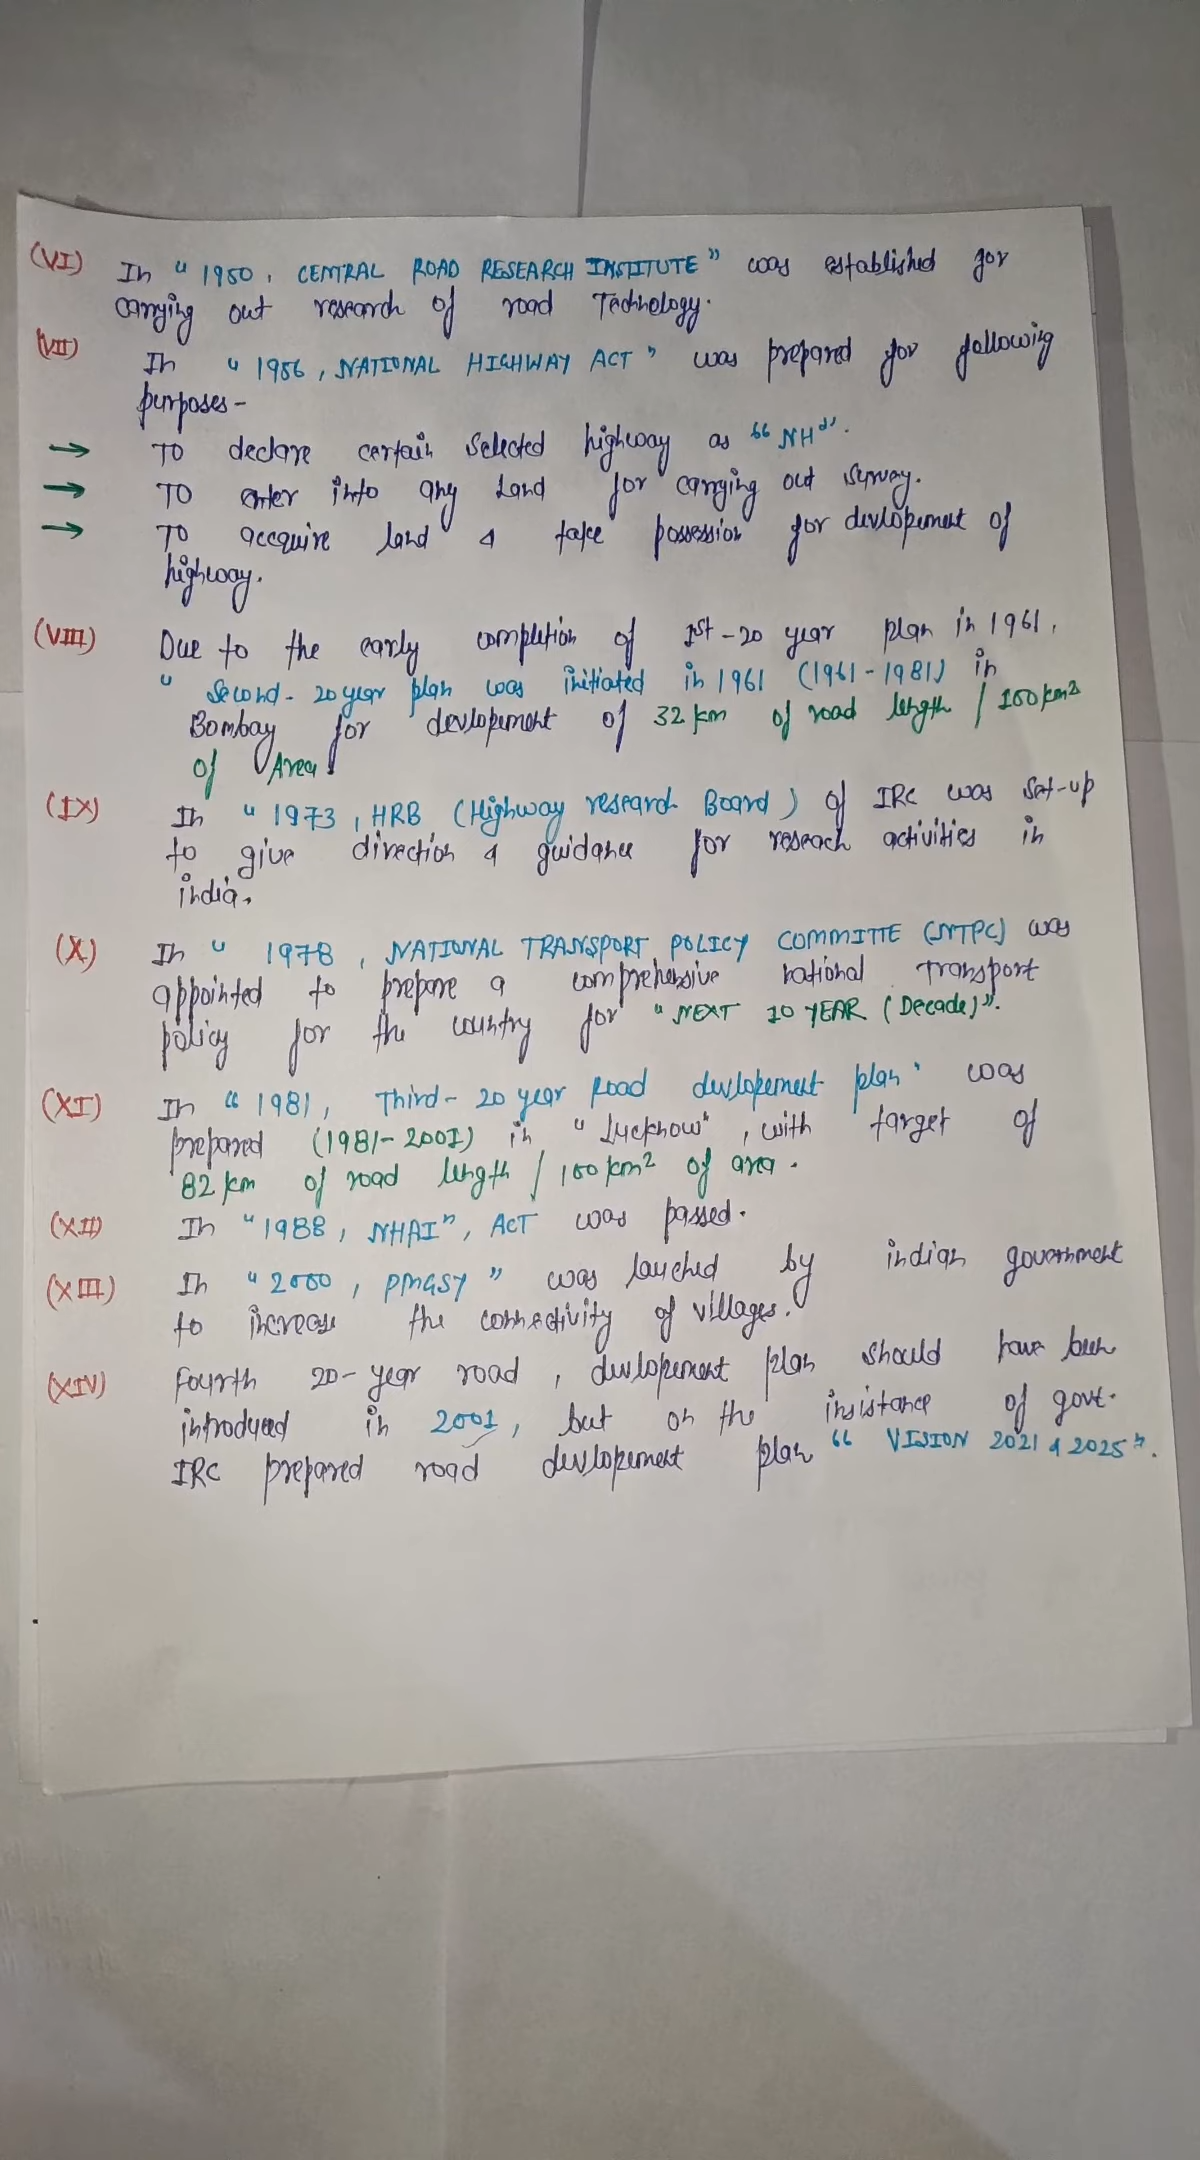 (VI) In "1950, CENTRAL ROAD RESEARCH INSTITUTE" was established for
carrying out research of road Technology.
(VII) In "1956, NATIONAL HIGHWAY ACT" was prepared for following
purposes-
→ To declare certain selected highway as "NH".
→ To enter into any Land for carrying out survay.
→ To accquire land & take possession for devlopement of
highway.
(VIII) Due to the early completion of Ist-20 year plan in 1961,
" Second-20 year plan was initiated in 1961 (1961-1981) in
Bombay for devlopement of 32 km of road length / 100 km²
of Area.
(IX) In "1973, HRB (Highway research Board) of IRC was set-up
to give direction & guidance for reseach activities in
india.
(X) In "1978, NATIONAL TRANSPORT POLICY COMMITTE (NTPC) was
appointed to prepare a comprehensive national Transport
policy for the country for "NEXT 10 YEAR (Decade)".
(XI) In "1981, Third-20 year Road devlopement plan" was
prepared (1981-2001) in "Lucknow", with target of
82 km of road length / 100 km² of area.
(XII) In "1988, NHAI", ACT was passed.
(XIII) In "2000, PMGSY" was lauched by indian government
to increase the connectivity of villages.
(XIV) Fourth 20-year road, devlopement plan should have been
introduced in 2001, but on the insistance of govt.
IRC prepared road devlopement plan "VISION 2021 & 2025".